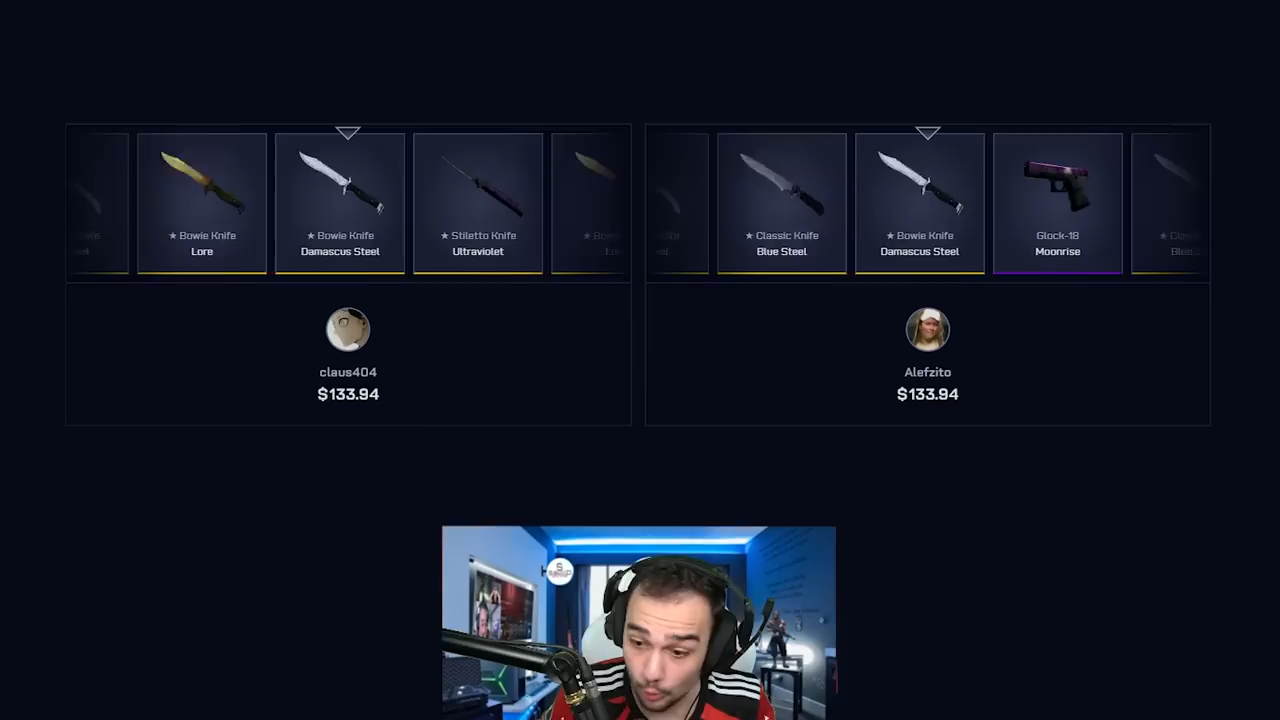 ★ Bowie Knife
Lore
★ Bowie Knife
Damascus Steel
★ Stiletto Knife
Ultraviolet
★ Classic Knife
Blue Steel
★ Bowie Knife
Damascus Steel
Glock-18
Moonrise
claus404
$133.94
Alefzito
$133.94